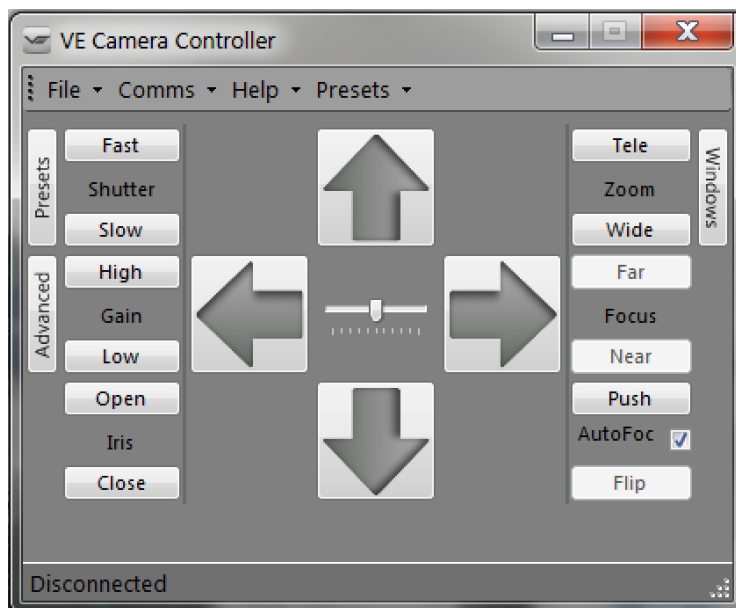 VE Camera Controller
File Comms Help Presets
Presets
Advanced
Fast
Shutter
Slow
High
Gain
Low
Open
Iris
Close
Tele
Zoom
Wide
Far
Focus
Near
Push
AutoFoc
Flip
Windows
Disconnected